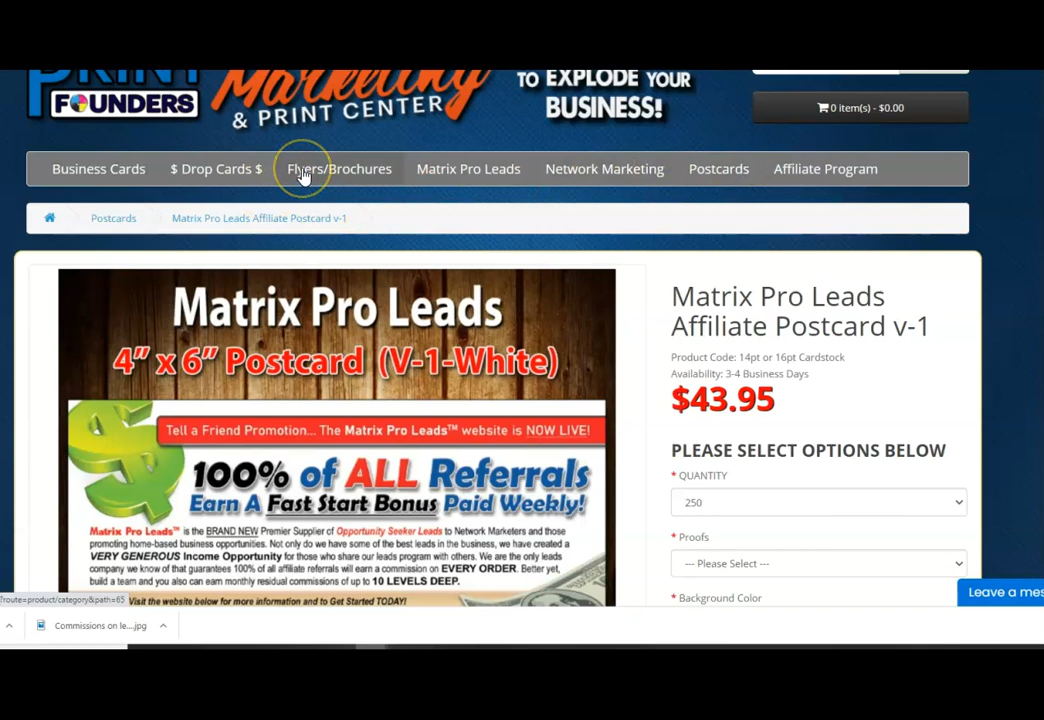 PRINT
FOUNDERS
Marketing
& PRINT CENTER
TO EXPLODE YOUR
BUSINESS!
0 item(s) - $0.00
Business Cards $ Drop Cards $ Flyers/Brochures Matrix Pro Leads Network Marketing Postcards Affiliate Program
Postcards Matrix Pro Leads Affiliate Postcard v-1
Matrix Pro Leads
4” x 6” Postcard (V-1-White)
Tell a Friend Promotion... The Matrix Pro Leads™ website is NOW LIVE!
100% of ALL Referrals
Earn A Fast Start Bonus Paid Weekly!
Matrix Pro Leads™ is the BRAND NEW Premier Supplier of Opportunity Seeker Leads to Network Marketers and those
promoting home-based business opportunities. Not only do we have some of the best leads in the business, we have created a
VERY GENEROUS Income Opportunity for those who share our leads program with others. We are the only leads
company we know of that guarantees 100% of all affiliate referrals will earn a commission on EVERY ORDER. Better yet,
build a team and you also can earn monthly residual commissions of up to 10 LEVELS DEEP.
Visit the website below for more information and to Get Started TODAY!
Matrix Pro Leads
Affiliate Postcard v-1
Product Code: 14pt or 16pt Cardstock
Availability: 3-4 Business Days
$43.95
PLEASE SELECT OPTIONS BELOW
* QUANTITY
250
* Proofs
--- Please Select ---
* Background Color
Leave a mes
?route=product/category&path=65
Commissions on le....jpg